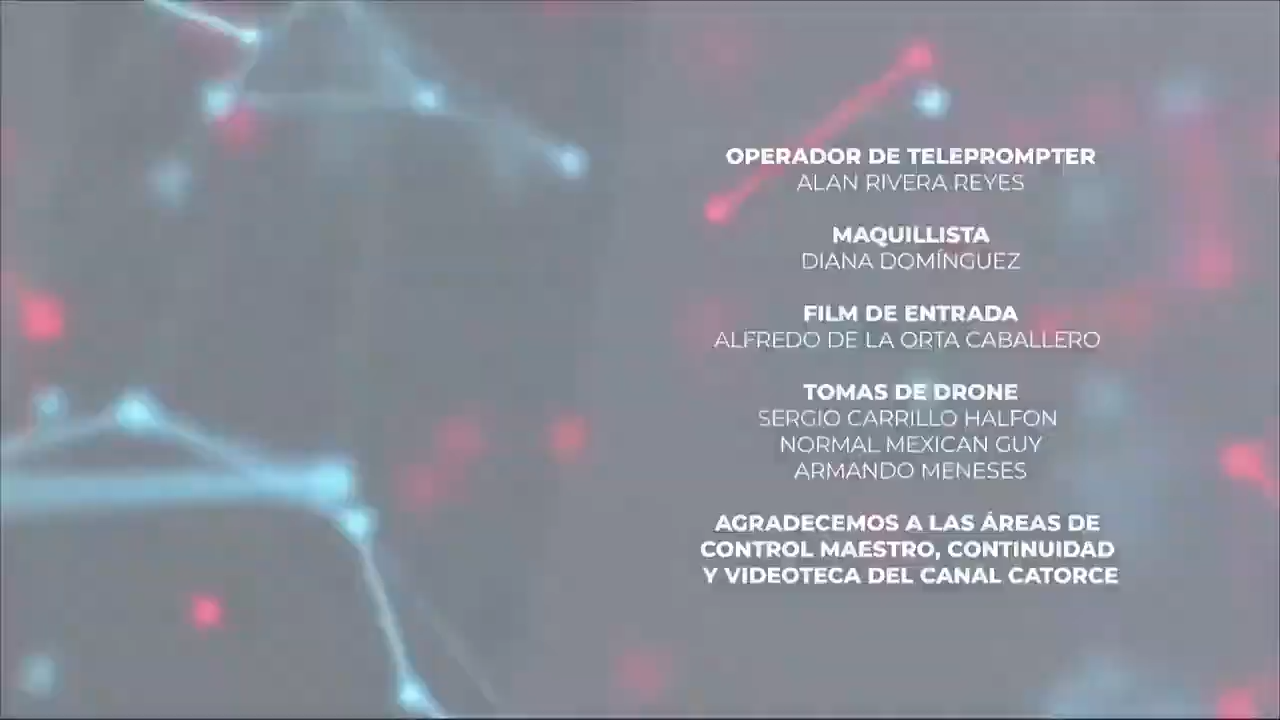 OPERADOR DE TELEPROMPTER
ALAN RIVERA REYES
MAQUILLISTA
DIANA DOMÍNGUEZ
FILM DE ENTRADA
ALFREDO DE LA ORTA CABALLERO
TOMAS DE DRONE
SERGIO CARRILLO HALFON
NORMAL MEXICAN GUY
ARMANDO MENESES
AGRADECEMOS A LAS ÁREAS DE
CONTROL MAESTRO, CONTINUIDAD
Y VIDEOTECA DEL CANAL CATORCE